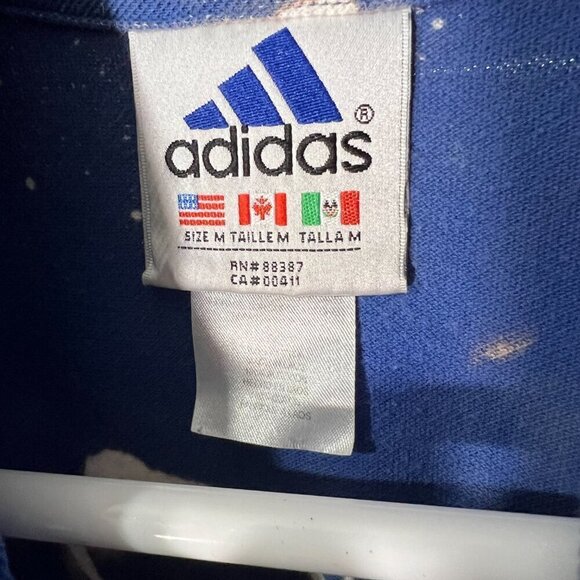 adidas®
SIZE M TAILLE M TALLA M
RN#88387
CA#00411